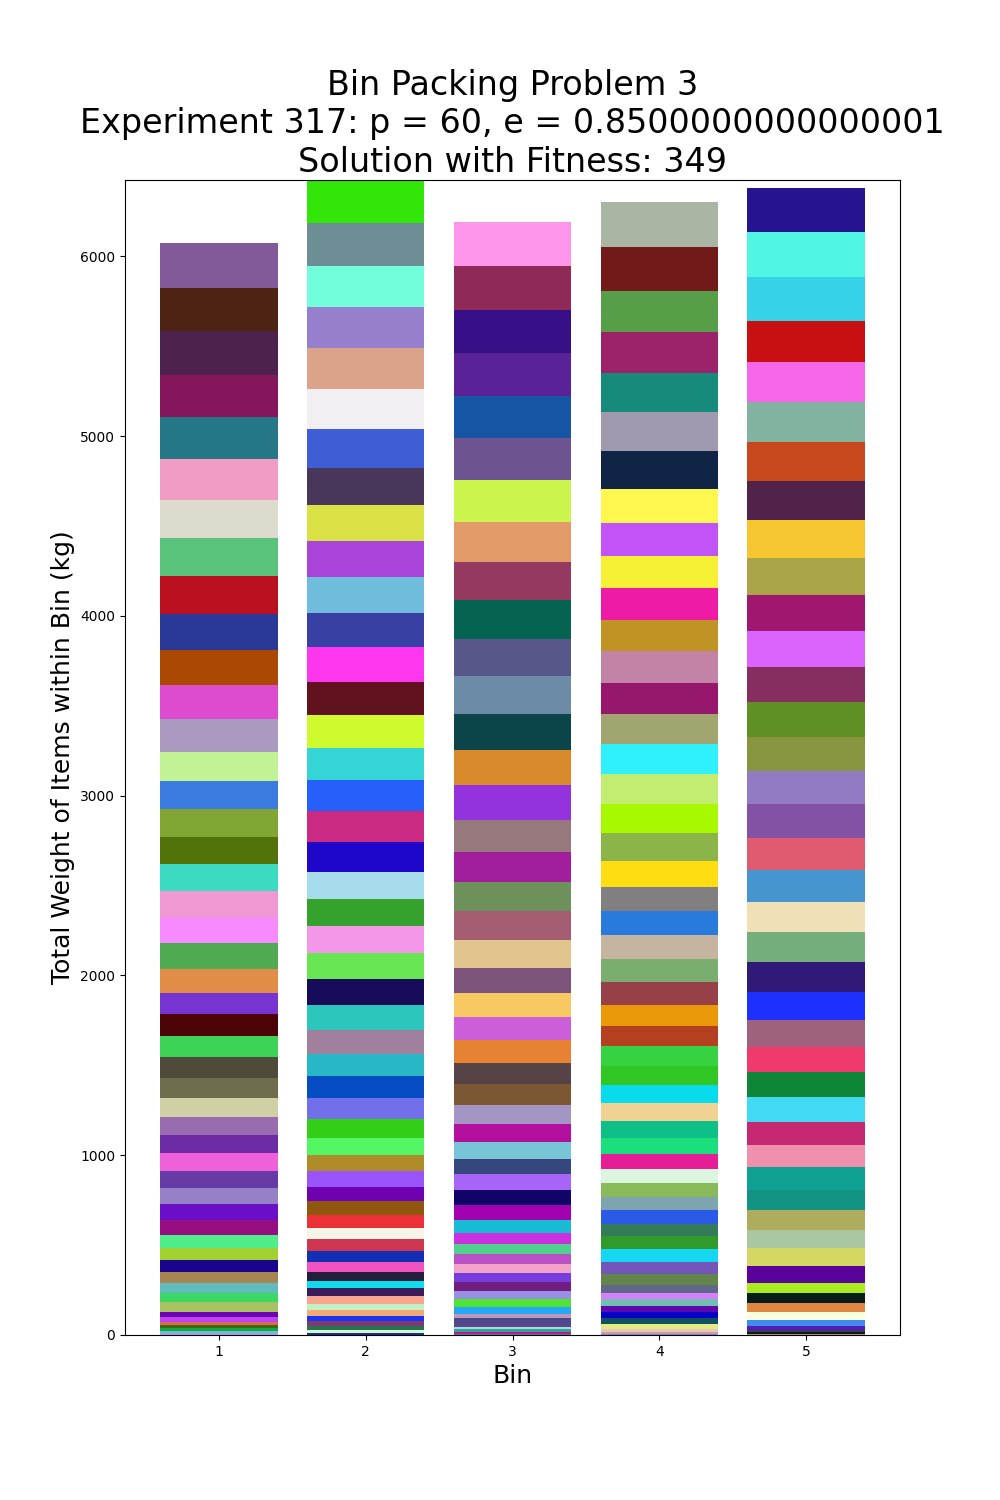 Bin Packing Problem 3
Experiment 317: p = 60, e = 0.8500000000000001
Solution with Fitness: 349
Total Weight of Items within Bin (kg)
6000
5000
4000
3000
2000
1000
0
1 2 3 4 5
Bin